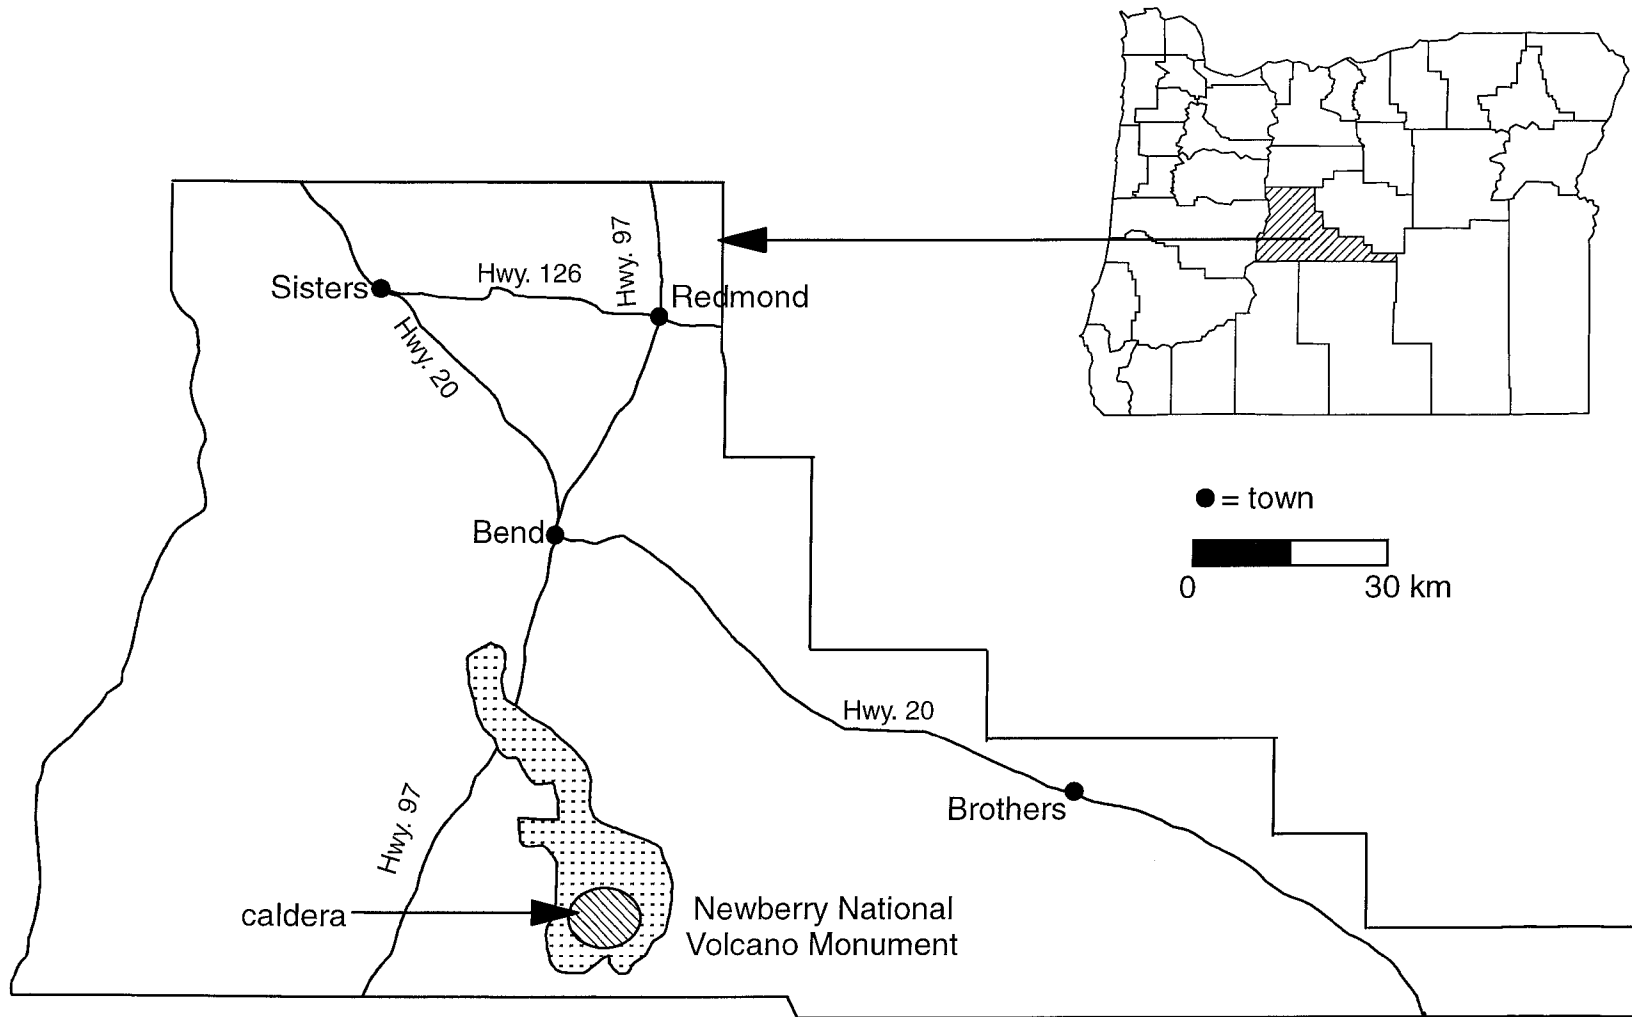 Hwy. 97
Hwy. 126
Sisters
Redmond
Hwy. 20
= town
Bend
0
30 km
Hwy. 20
Hwy. 97
Brothers
caldera
Newberry National
Volcano Monument